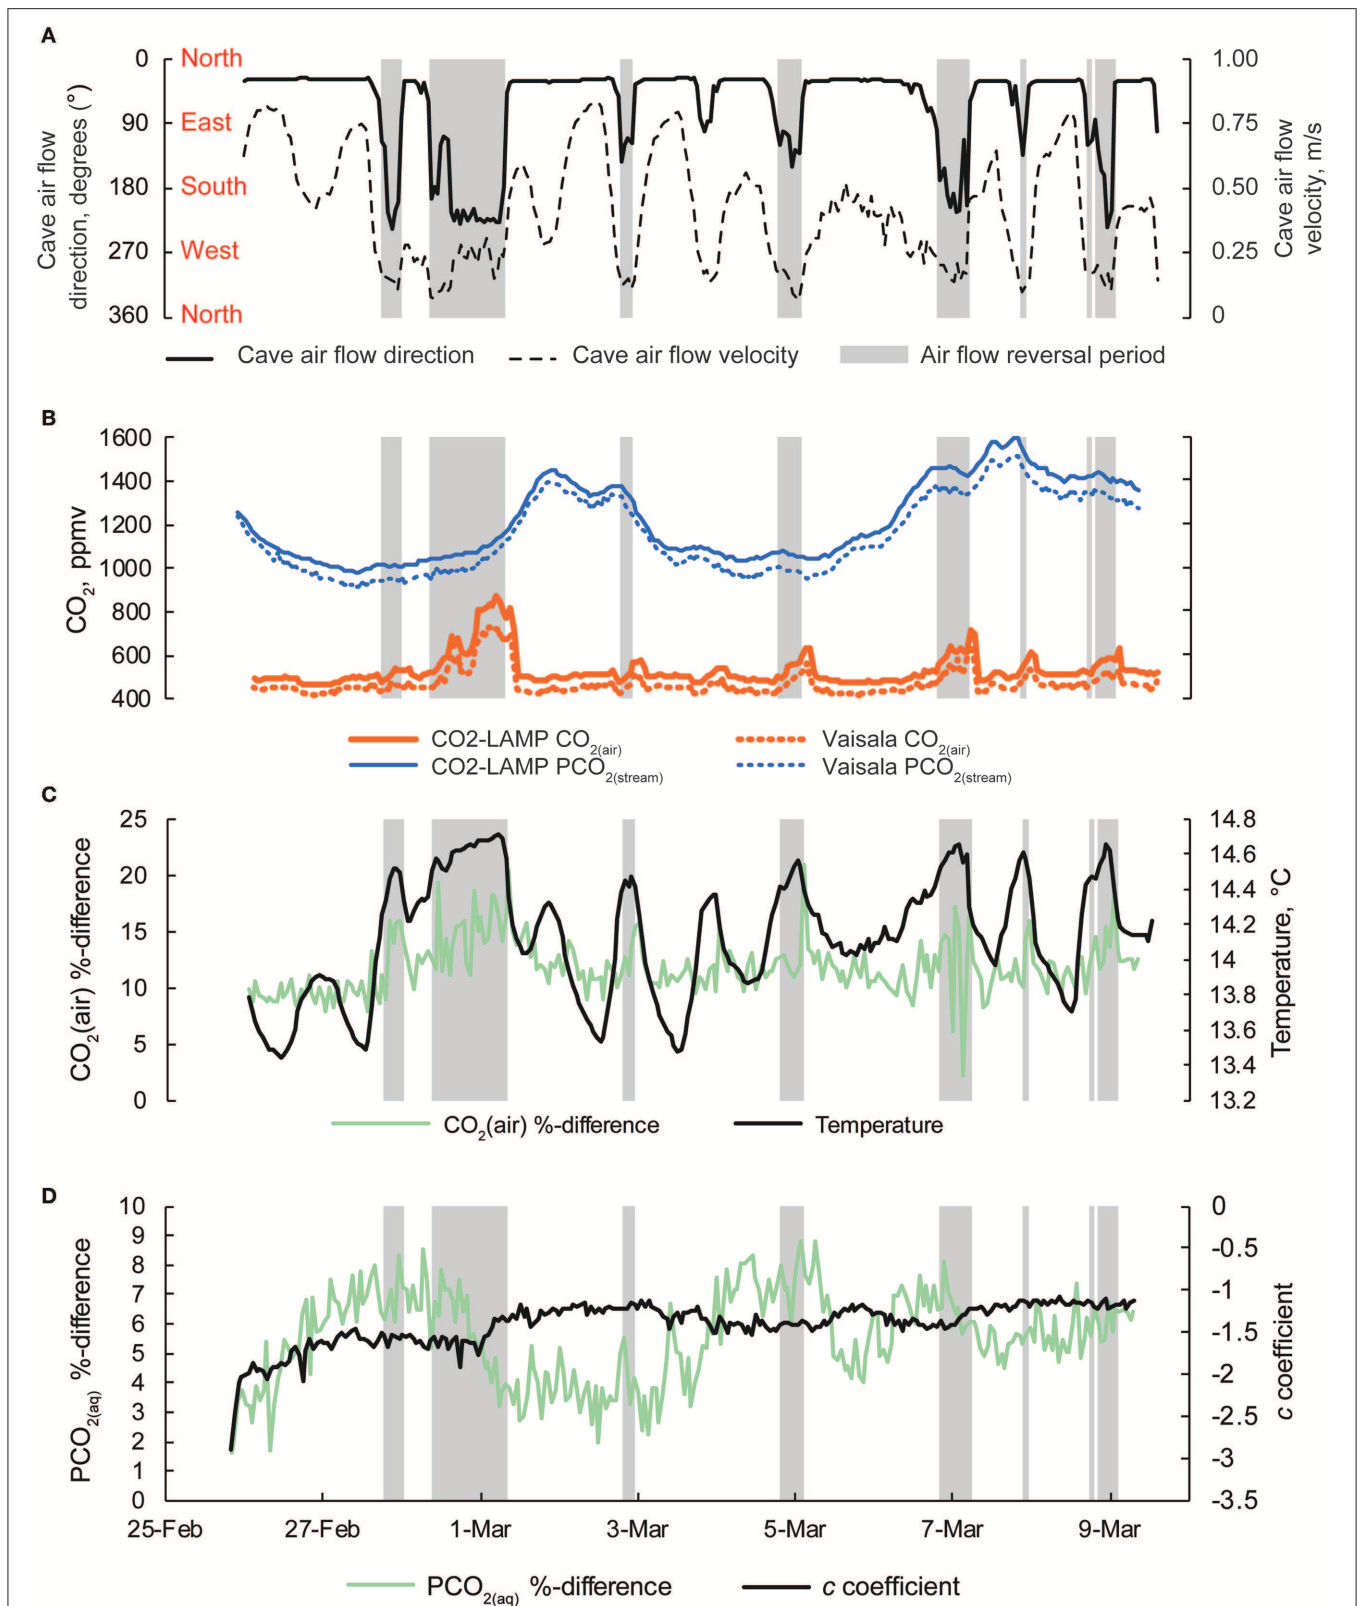 A
0 North 1.00
90 East 0.75
180 South 0.50
270 West 0.25
360 North 0
Cave air flow
direction, degrees (°)
Cave air flow
velocity, m/s
Cave air flow direction Cave air flow velocity Air flow reversal period
B
1600
1400
1200
1000
800
600
400
CO2, ppmv
CO2-LAMP CO2(air) Vaisala CO2(air)
CO2-LAMP PCO2(stream) Vaisala PCO2(stream)
C
25
20
15
10
5
0
CO2(air) %-difference
14.8
14.6
14.4
14.2
14
13.8
13.6
13.4
13.2
Temperature, °C
CO2(air) %-difference Temperature
D
10
9
8
7
6
5
4
3
2
1
0
PCO2(aq) %-difference
0
-0.5
-1
-1.5
-2
-2.5
-3
-3.5
c coefficient
25-Feb 27-Feb 1-Mar 3-Mar 5-Mar 7-Mar 9-Mar
PCO2(aq) %-difference c coefficient